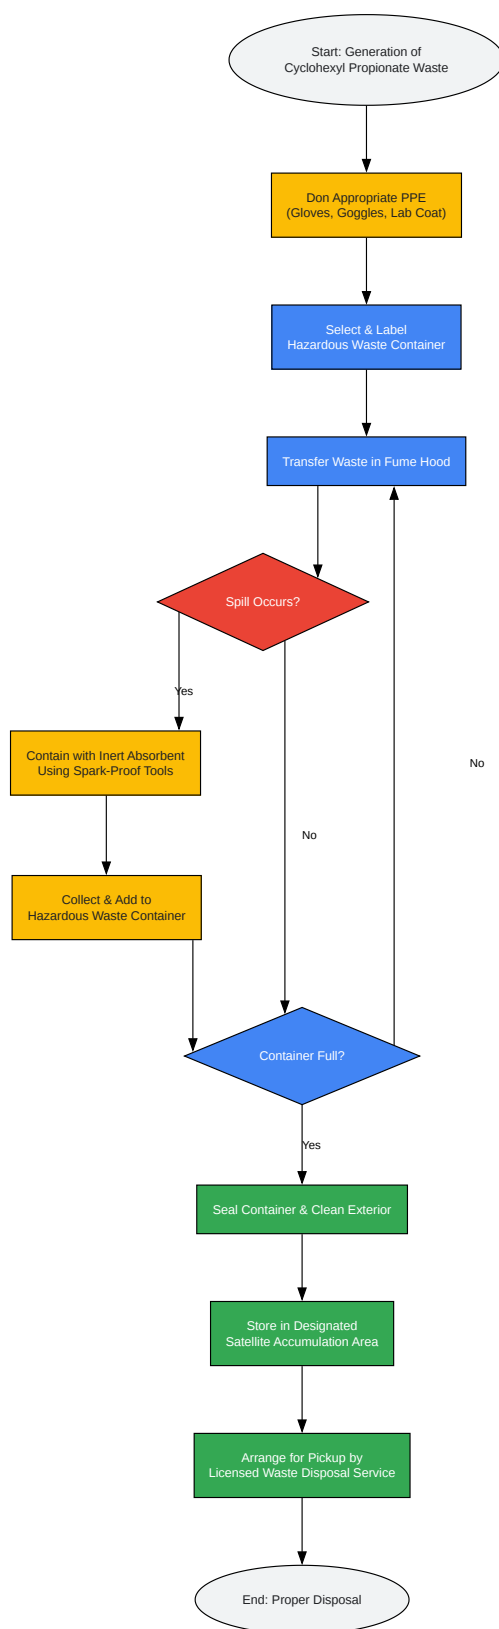 Start: Generation of
Cyclohexyl Propionate Waste
Don Appropriate PPE
(Gloves, Goggles, Lab Coat)
Select & Label
Hazardous Waste Container
Transfer Waste in Fume Hood
Spill Occurs?
Yes
Contain with Inert Absorbent
Using Spark-Proof Tools
No
No
Collect & Add to
Hazardous Waste Container
Container Full?
Yes
Seal Container & Clean Exterior
Store in Designated
Satellite Accumulation Area
Arrange for Pickup by
Licensed Waste Disposal Service
End: Proper Disposal